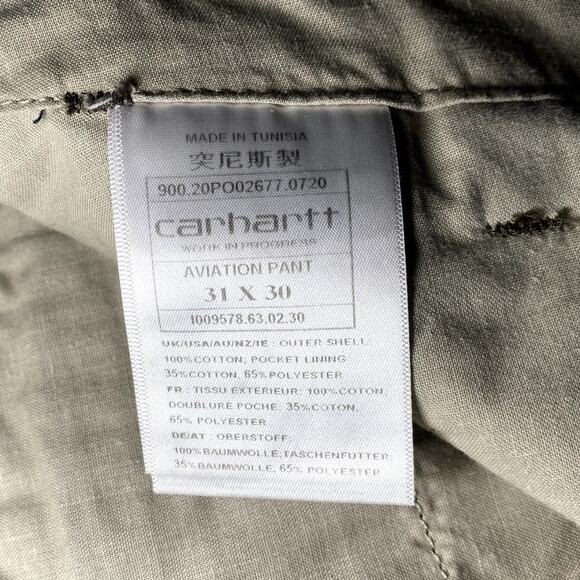 MADE IN TUNISIA
突尼斯製
900.20PO02677.0720
carhartt
WORK IN PROGRESS
AVIATION PANT
31 X 30
I009578.63.02.30
UK/USA/AU/NZ/IE : OUTER SHELL:
100%COTTON; POCKET LINING
35%COTTON, 65%POLYESTER
FR : TISSU EXTERIEUR: 100%COTON;
DOUBLURE POCHE: 35%COTON,
65% POLYESTER
DE/AT : OBERSTOFF:
100%BAUMWOLLE;TASCHENFUTTER:
35%BAUMWOLLE, 65% POLYESTER